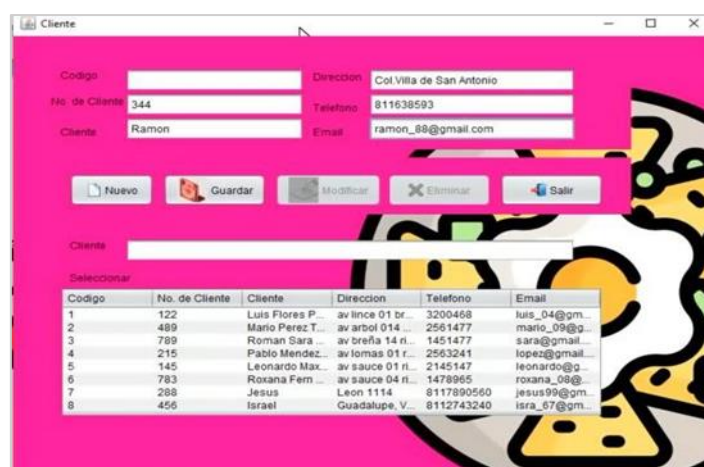 Cliente
Codigo Direccion Col.Villa de San Antonio
No. de Cliente 344 Telefono 811638593
Cliente Ramon Email ramon_88@gmail.com
Nuevo Guardar Modificar Eliminar Salir
Cliente
Seleccionar
Codigo No. de Cliente Cliente Direccion Telefono Email
1 122 Luis Flores P... av lince 01 br... 3200468 luis_04@gm...
2 489 Mario Perez T... av arbol 014 ... 2561477 mario_09@g...
3 789 Roman Sara ... av breña 14 ri... 1451477 sara@gmail....
4 215 Pablo Mendez... av lomas 01 r... 2563241 lopez@gmail....
5 145 Leonardo Max... av sauce 01 ri... 2145147 leonardo@g...
6 783 Roxana Fern ... av sauce 04 ri... 1478965 roxana_08@...
7 288 Jesus Leon 1114 8117890560 jesus99@gm...
8 456 Israel Guadalupe, V... 8112743240 isra_67@gm...